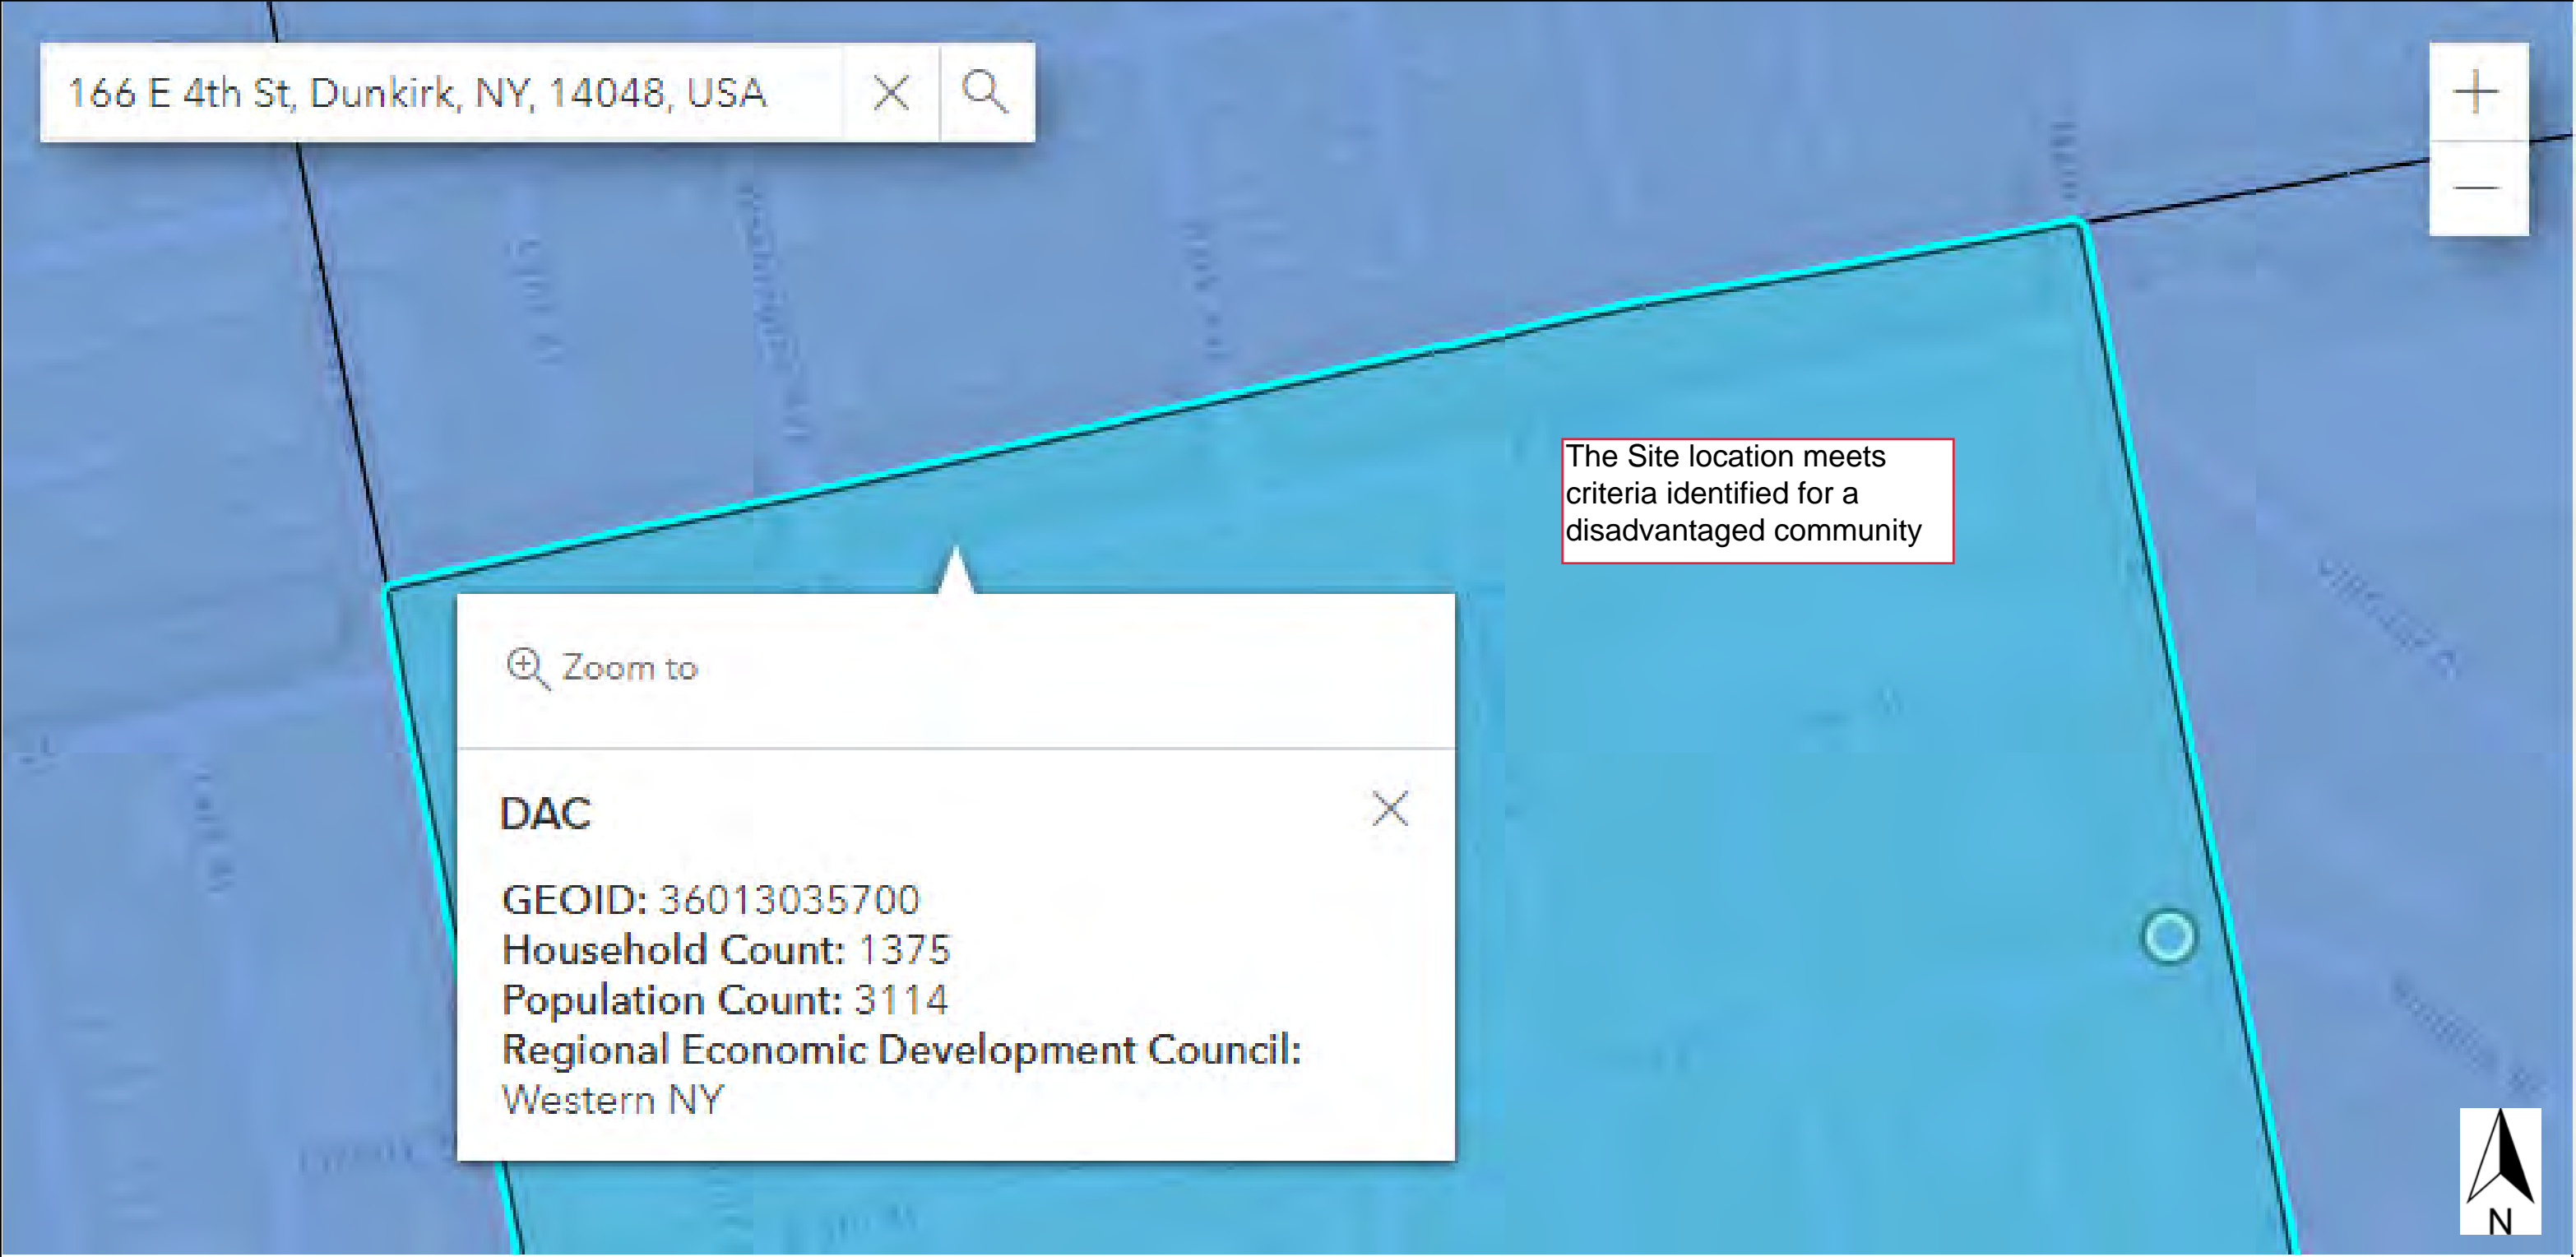 166 E 4th St, Dunkirk, NY, 14048, USA
The Site location meets
criteria identified for a
disadvantaged community
Zoom to
DAC
GEOID: 36013035700
Household Count: 1375
Population Count: 3114
Regional Economic Development Council:
Western NY
N